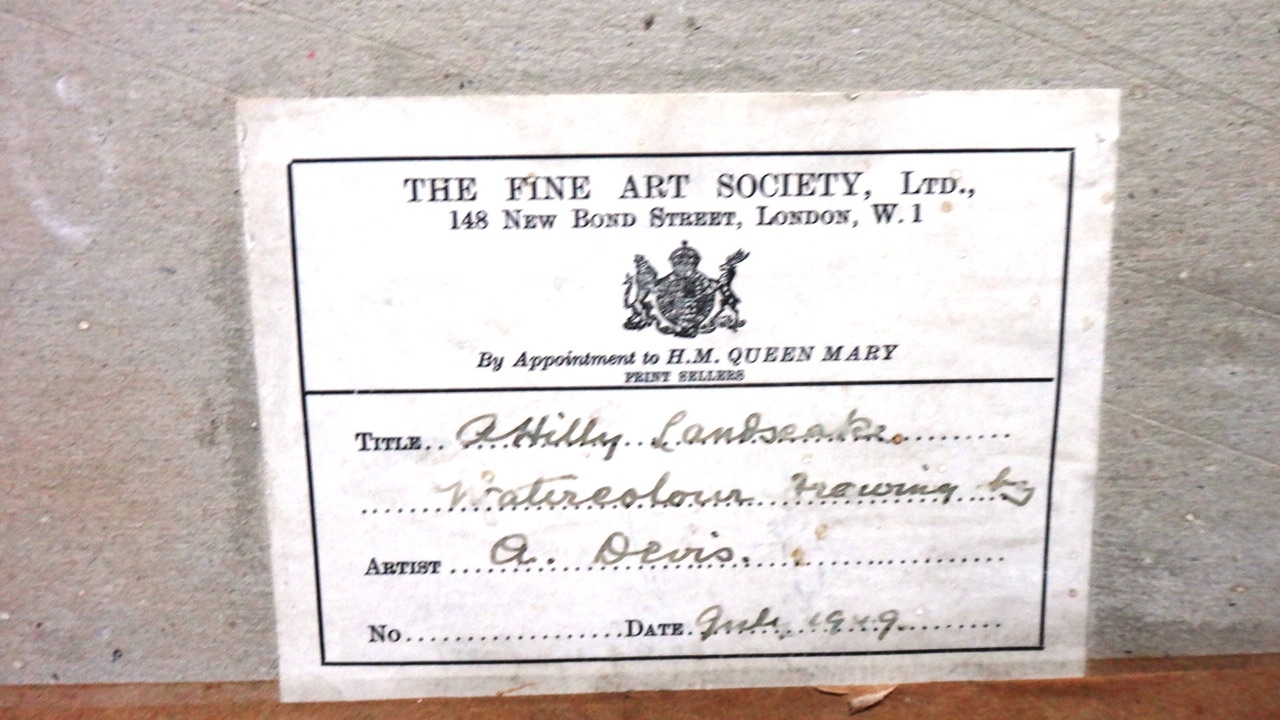 THE FINE ART SOCIETY, LTD.,
148 NEW BOND STREET, LONDON, W.1
By Appointment to H.M. QUEEN MARY
PRINT SELLERS
TITLE.. A Hilly Landscape.
Watercolour Drawing by
ARTIST... A. Devis.
No..........DATE. July 1949